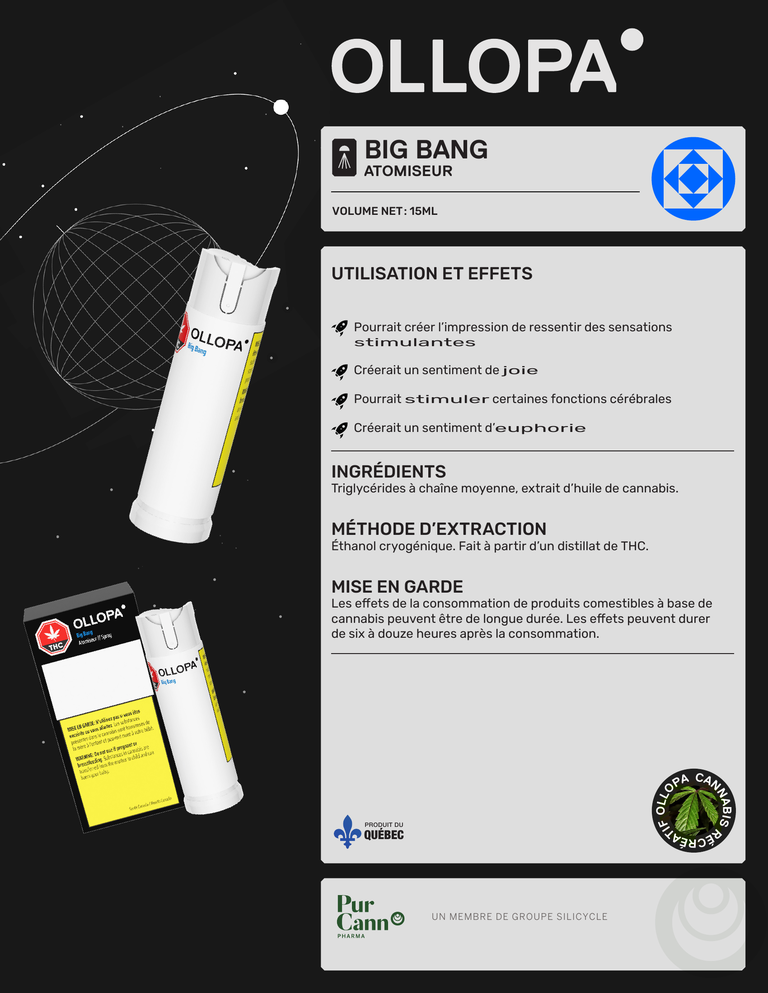 OLLOPA
BIG BANG
ATOMISEUR
VOLUME NET: 15ML
UTILISATION ET EFFETS
Pourrait créer l’impression de ressentir des sensations
stimulantes
Créerait un sentiment de joie
Pourrait stimuler certaines fonctions cérébrales
Créerait un sentiment d’euphorie
INGRÉDIENTS
Triglycérides à chaîne moyenne, extrait d’huile de cannabis.
MÉTHODE D’EXTRACTION
Éthanol cryogénique. Fait à partir d’un distillat de THC.
MISE EN GARDE
Les effets de la consommation de produits comestibles à base de
cannabis peuvent être de longue durée. Les effets peuvent durer
de six à douze heures après la consommation.
PRODUIT DU
QUÉBEC
OLLOPA CANNABIS RÉCRÉATIF
Pur
Cann
PHARMA
UN MEMBRE DE GROUPE SILICYCLE
OLLOPA
Big Bang
OLLOPA
Big Bang
THC
OLLOPA
Big Bang